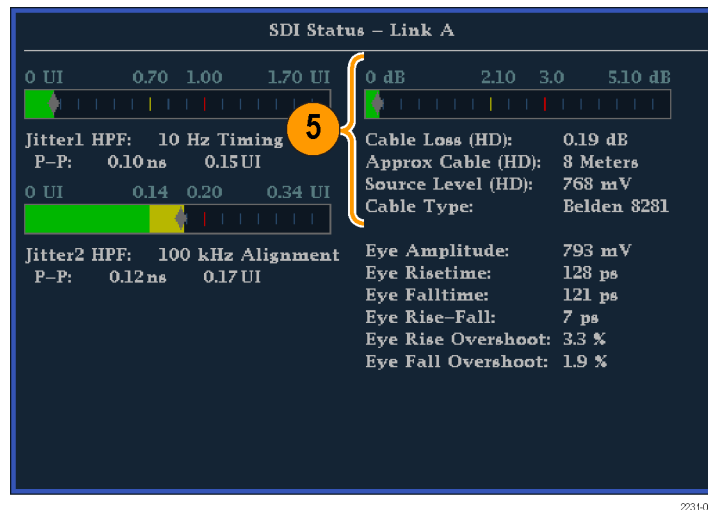 SDI Status – Link A
0 UI 0.70 1.00 1.70 UI
Jitter1 HPF: 10 Hz Timing
P–P: 0.10 ns 0.15 UI
0 UI 0.14 0.20 0.34 UI
Jitter2 HPF: 100 kHz Alignment
P–P: 0.12 ns 0.17 UI
5
0 dB 2.10 3.0 5.10 dB
Cable Loss (HD): 0.19 dB
Approx Cable (HD): 8 Meters
Source Level (HD): 768 mV
Cable Type: Belden 8281
Eye Amplitude: 793 mV
Eye Risetime: 128 ps
Eye Falltime: 121 ps
Eye Rise–Fall: 7 ps
Eye Rise Overshoot: 3.3 %
Eye Fall Overshoot: 1.9 %